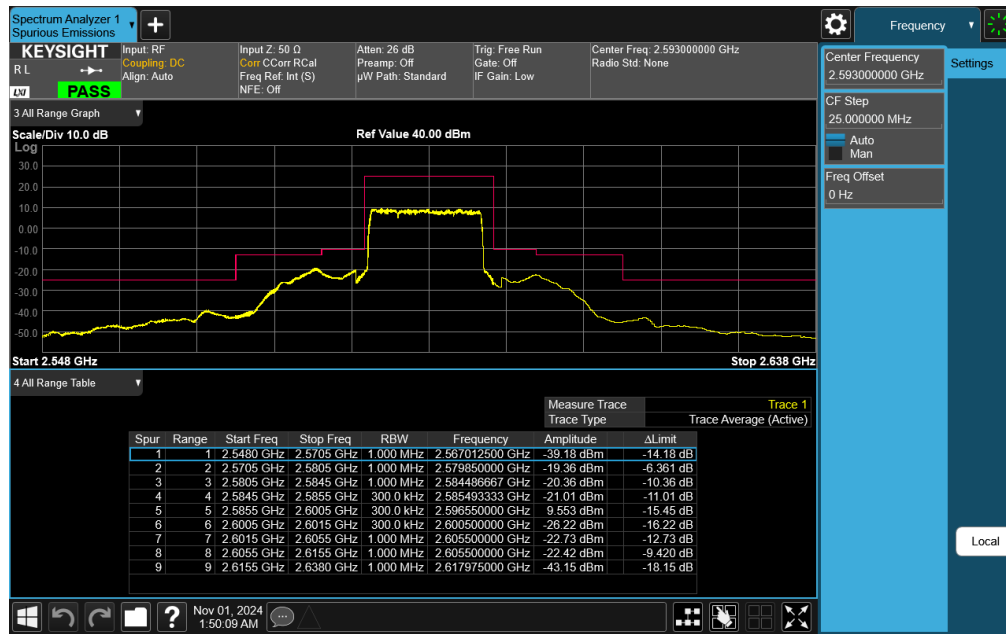 Spectrum Analyzer 1
Spurious Emissions
Frequency
KEYSIGHT
R L
LXI
PASS
Input: RF
Coupling: DC
Align: Auto
Input Z: 50 Ω
Corr CCorr RCal
Freq Ref: Int (S)
NFE: Off
Atten: 26 dB
Preamp: Off
µW Path: Standard
Trig: Free Run
Gate: Off
IF Gain: Low
Center Freq: 2.593000000 GHz
Radio Std: None
Center Frequency
2.593000000 GHz
Settings
CF Step
25.000000 MHz
Auto
Man
Freq Offset
0 Hz
3 All Range Graph
Scale/Div 10.0 dB
Ref Value 40.00 dBm
Log
30.0
20.0
10.0
0.00
-10.0
-20.0
-30.0
-40.0
-50.0
Start 2.548 GHz
Stop 2.638 GHz
4 All Range Table
Measure Trace Trace 1
Trace Type Trace Average (Active)
Spur Range Start Freq Stop Freq RBW Frequency Amplitude ΔLimit
1 1 2.5480 GHz 2.5705 GHz 1.000 MHz 2.567012500 GHz -39.18 dBm -14.18 dB
2 2 2.5705 GHz 2.5805 GHz 1.000 MHz 2.579850000 GHz -19.36 dBm -6.361 dB
3 3 2.5805 GHz 2.5845 GHz 1.000 MHz 2.584486667 GHz -20.36 dBm -10.36 dB
4 4 2.5845 GHz 2.5855 GHz 300.0 kHz 2.585493333 GHz -21.01 dBm -11.01 dB
5 5 2.5855 GHz 2.6005 GHz 300.0 kHz 2.596550000 GHz 9.553 dBm -15.45 dB
6 6 2.6005 GHz 2.6015 GHz 300.0 kHz 2.600500000 GHz -26.22 dBm -16.22 dB
7 7 2.6015 GHz 2.6055 GHz 1.000 MHz 2.605500000 GHz -22.73 dBm -12.73 dB
8 8 2.6055 GHz 2.6155 GHz 1.000 MHz 2.605500000 GHz -22.42 dBm -9.420 dB
9 9 2.6155 GHz 2.6380 GHz 1.000 MHz 2.617975000 GHz -43.15 dBm -18.15 dB
Local
Nov 01, 2024
1:50:09 AM